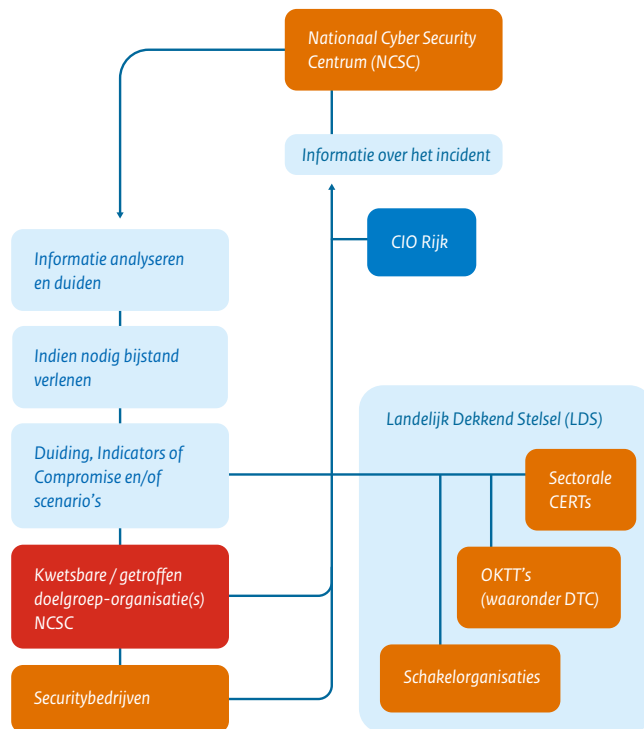 Nationaal Cyber Security
Centrum (NCSC)
Informatie over het incident
CIO Rijk
Informatie analyseren
en duiden
Indien nodig bijstand
verlenen
Duiding, Indicators of
Compromise en/of
scenario's
Kwetsbare / getroffen
doelgroep-organisatie(s)
NCSC
Securitybedrijven
Landelijk Dekkend Stelsel (LDS)
Sectorale
CERTs
OKTT's
(waaronder DTC)
Schakelorganisaties